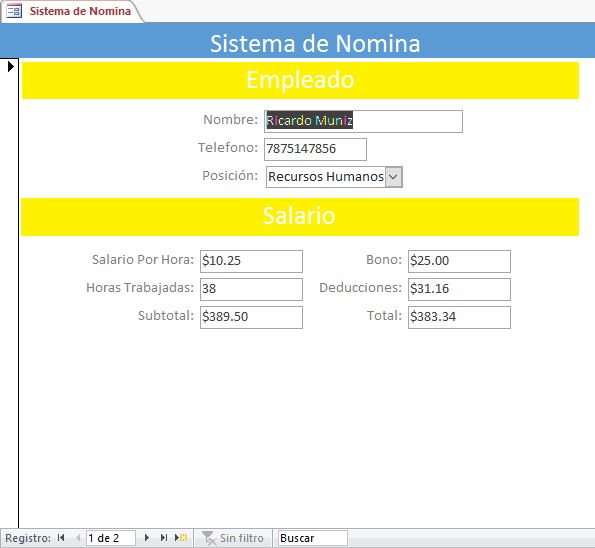 Sistema de Nomina
Sistema de Nomina
Empleado
Nombre: Ricardo Muniz
Telefono: 7875147856
Posición: Recursos Humanos
Salario
Salario Por Hora: $10.25 Bono: $25.00
Horas Trabajadas: 38 Deducciones: $31.16
Subtotal: $389.50 Total: $383.34
Registro: 1 de 2 Sin filtro Buscar